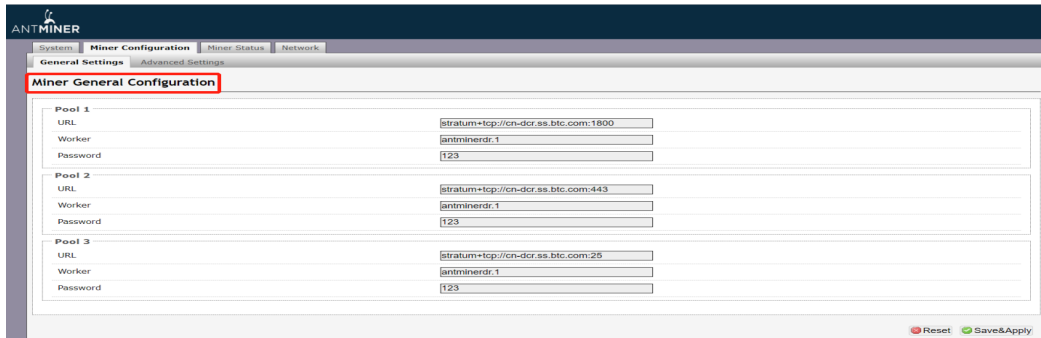 ANTMINER
System Miner Configuration Miner Status Network
General Settings Advanced Settings
Miner General Configuration
Pool 1
URL stratum+tcp://cn-dcr.ss.btc.com:1800
Worker antminerdr.1
Password 123
Pool 2
URL stratum+tcp://cn-dcr.ss.btc.com:443
Worker antminerdr.1
Password 123
Pool 3
URL stratum+tcp://cn-dcr.ss.btc.com:25
Worker antminerdr.1
Password 123
Reset Save&Apply